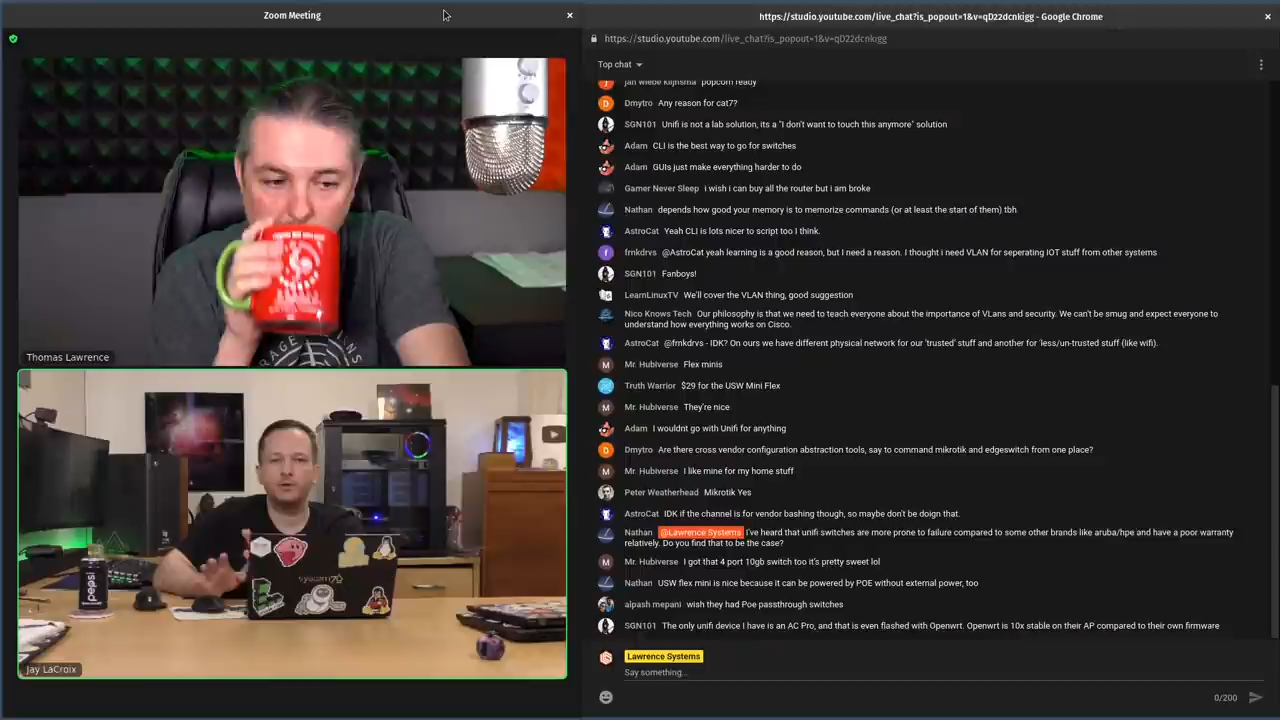 Zoom Meeting
https://studio.youtube.com/live_chat?is_popout=1&v=qD22dcnkigg - Google Chrome
https://studio.youtube.com/live_chat?is_popout=1&v=qD22dcnkigg
Top chat
jan wiebe kijlnsma popcorn ready
Dmytro Any reason for cat7?
SGN101 Unifi is not a lab solution, its a "I don't want to touch this anymore" solution
Adam CLI is the best way to go for switches
Adam GUIs just make everything harder to do
Gamer Never Sleep i wish i can buy all the router but i am broke
Nathan depends how good your memory is to memorize commands (or at least the start of them) tbh
AstroCat Yeah CLI is lots nicer to script too I think.
fmkdrvs @AstroCat yeah learning is a good reason, but I need a reason. I thought i need VLAN for seperating IOT stuff from other systems
SGN101 Fanboys!
LearnLinuxTV We'll cover the VLAN thing, good suggestion
Nico Knows Tech Our philosophy is that we need to teach everyone about the importance of VLans and security. We can't be smug and expect everyone to
understand how everything works on Cisco.
AstroCat @fmkdrvs - IDK? On ours we have different physical network for our 'trusted' stuff and another for 'less/un-trusted stuff (like wifi).
Mr. Hubiverse Flex minis
Truth Warrior $29 for the USW Mini Flex
Mr. Hubiverse They're nice
Adam I wouldnt go with Unifi for anything
Dmytro Are there cross vendor configuration abstraction tools, say to command mikrotik and edgeswitch from one place?
Mr. Hubiverse I like mine for my home stuff
Peter Weatherhead Mikrotik Yes
AstroCat IDK if the channel is for vendor bashing though, so maybe don't be doign that.
Nathan @Lawrence Systems I've heard that unifi switches are more prone to failure compared to some other brands like aruba/hpe and have a poor warranty
relatively. Do you find that to be the case?
Mr. Hubiverse I got that 4 port 10gb switch too it's pretty sweet lol
Nathan USW flex mini is nice because it can be powered by POE without external power, too
alpash mepani wish they had Poe passthrough switches
SGN101 The only unifi device I have is an AC Pro, and that is even flashed with Openwrt. Openwrt is 10x stable on their AP compared to their own firmware
Lawrence Systems
Say something...
0/200
Thomas Lawrence
pepsi
system76
Jay LaCroix